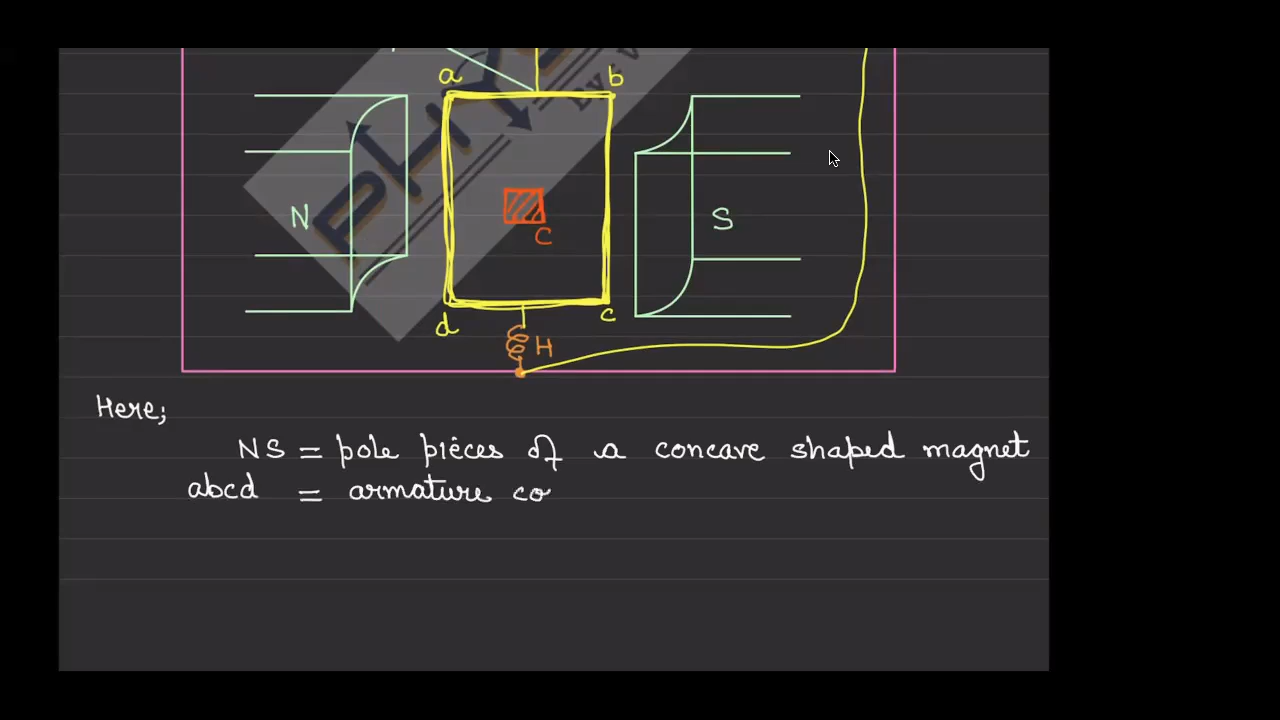 a b
N
S
C
d c
H
Here;
NS = pole pieces of a concave shaped magnet
abcd = armature co